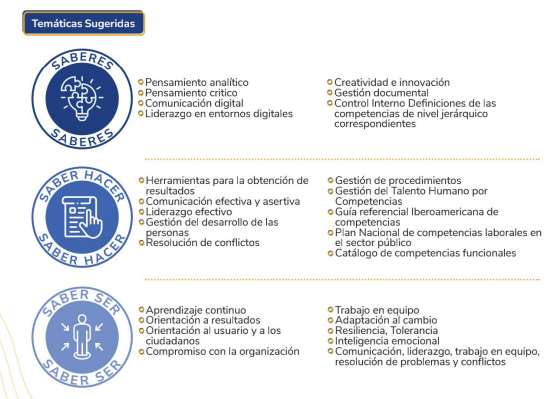 Temáticas Sugeridas
SABERES
SABERES
Pensamiento analítico
Pensamiento critico
Comunicación digital
Liderazgo en entornos digitales
Creatividad e innovación
Gestión documental
Control Interno Definiciones de las
competencias de nivel jerárquico
correspondientes
SABER HACER
SABER HACER
Herramientas para la obtención de
resultados
Comunicación efectiva y asertiva
Liderazgo efectivo
Gestión del desarrollo de las
personas
Resolución de conflictos
Gestión de procedimientos
Gestión del Talento Humano por
Competencias
Guía referencial Iberoamericana de
competencias
Plan Nacional de competencias laborales en
el sector público
Catálogo de competencias funcionales
SABER SER
SABER SER
Aprendizaje continuo
Orientación a resultados
Orientación al usuario y a los
ciudadanos
Compromiso con la organización
Trabajo en equipo
Adaptación al cambio
Resiliencia, Tolerancia
Inteligencia emocional
Comunicación, liderazgo, trabajo en equipo,
resolución de problemas y conflictos